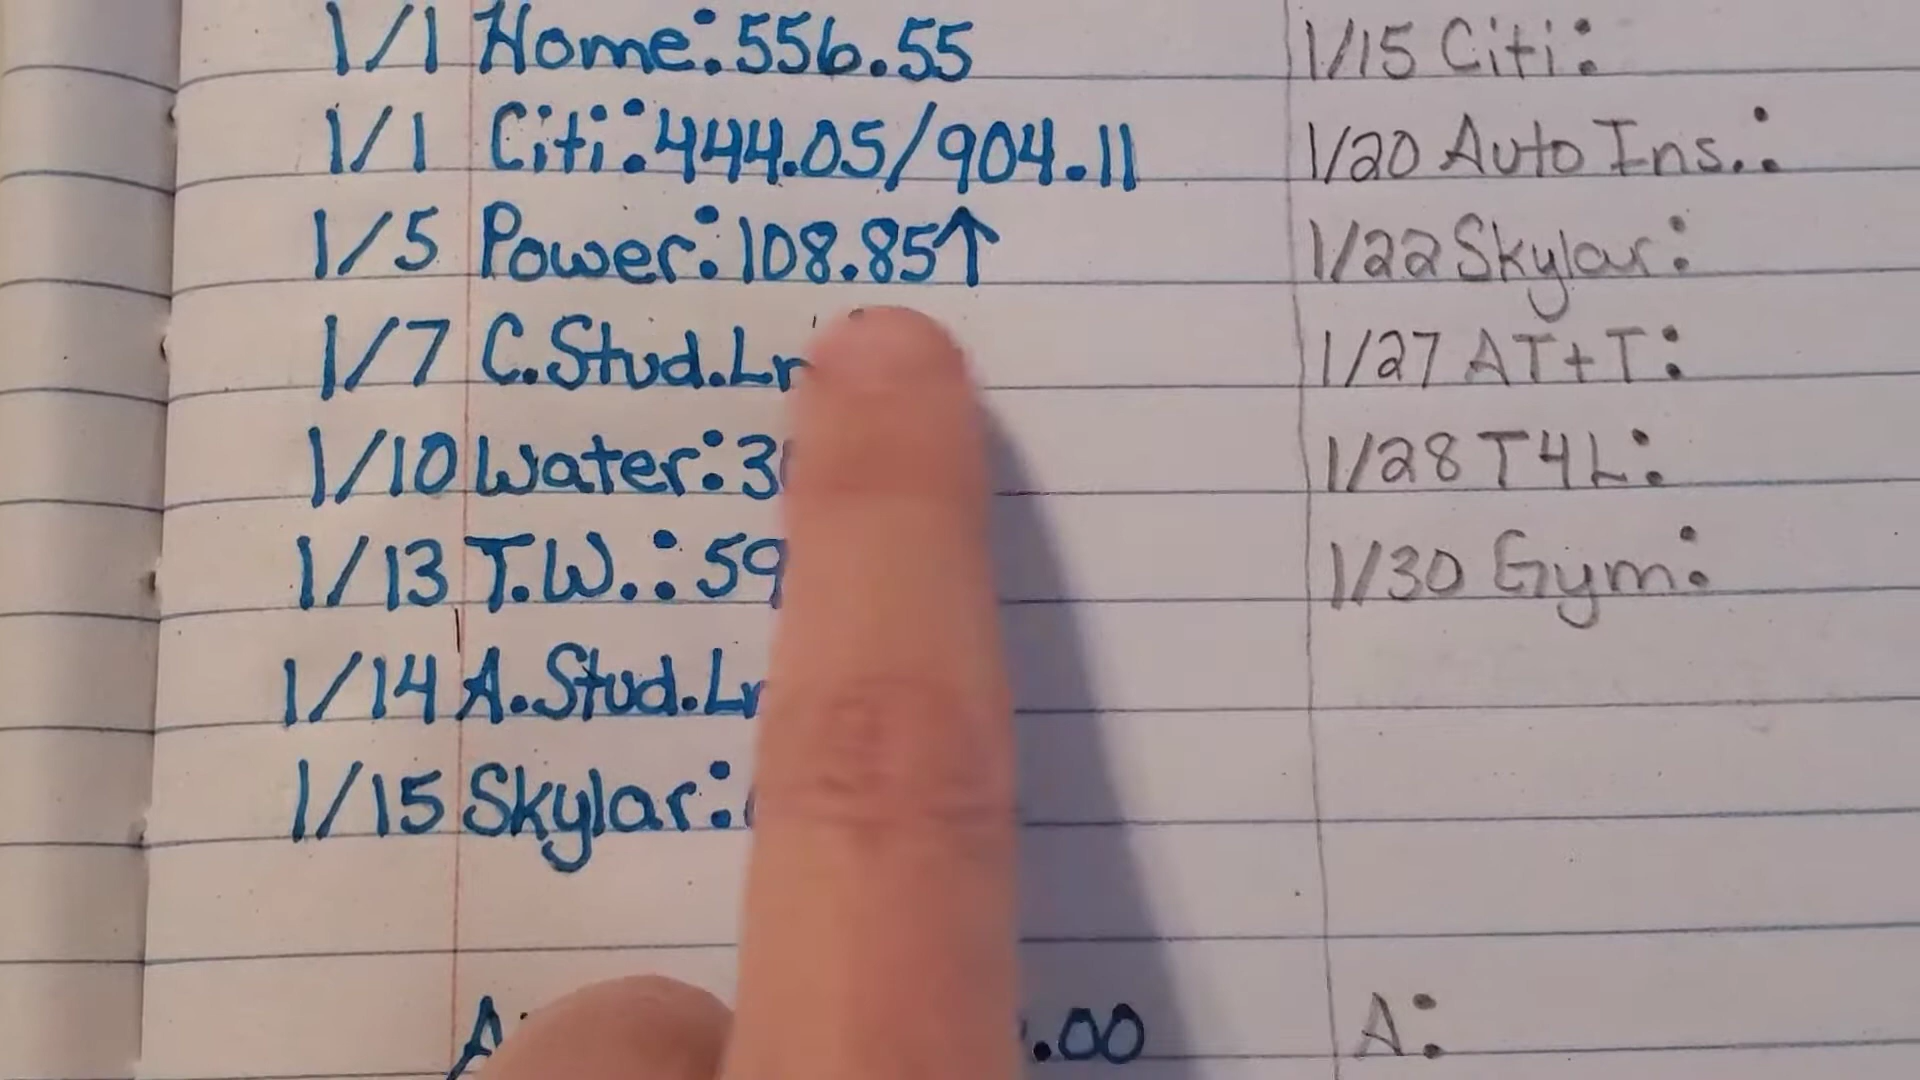 1/1 Home: 556.55
1/1 Citi: 444.05/904.11
1/5 Power: 108.85↑
1/7 C.Stud.Ln
1/10 Water: 3
1/13 T.W.: 59
1/14 A.Stud.Ln
1/15 Skylar:
A: .00
1/15 Citi:
1/20 Auto Ins.:
1/22 Skylar:
1/27 AT+T:
1/28 T4L:
1/30 Gym:
A: